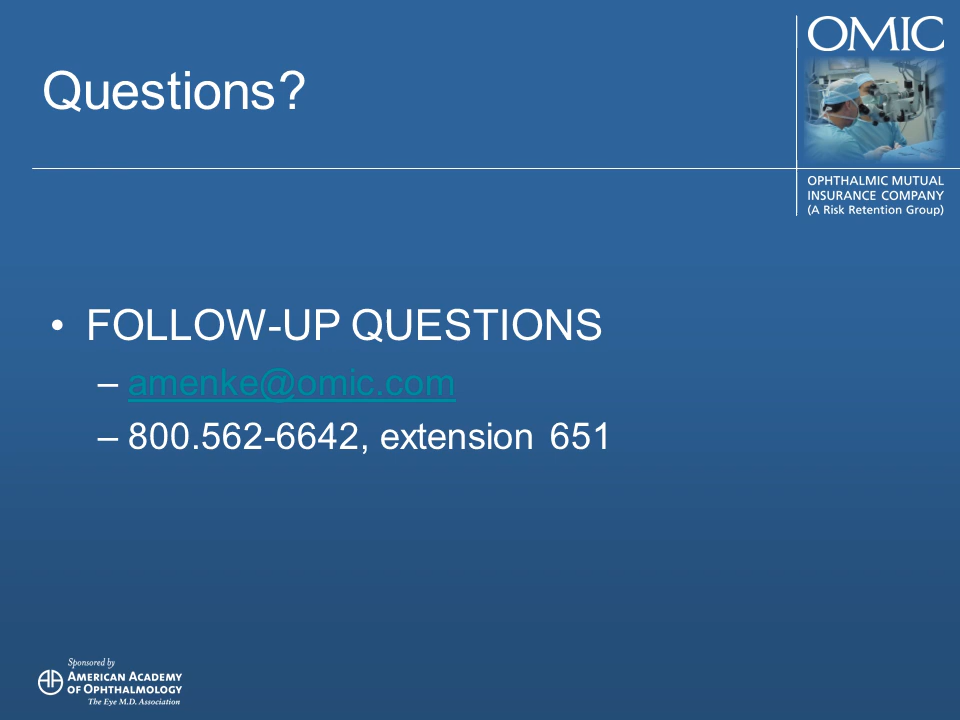 Questions?
OMIC
OPHTHALMIC MUTUAL
INSURANCE COMPANY
(A Risk Retention Group)
• FOLLOW-UP QUESTIONS
– amenke@omic.com
– 800.562-6642, extension 651
Sponsored by
AMERICAN ACADEMY
OF OPHTHALMOLOGY
The Eye M.D. Association